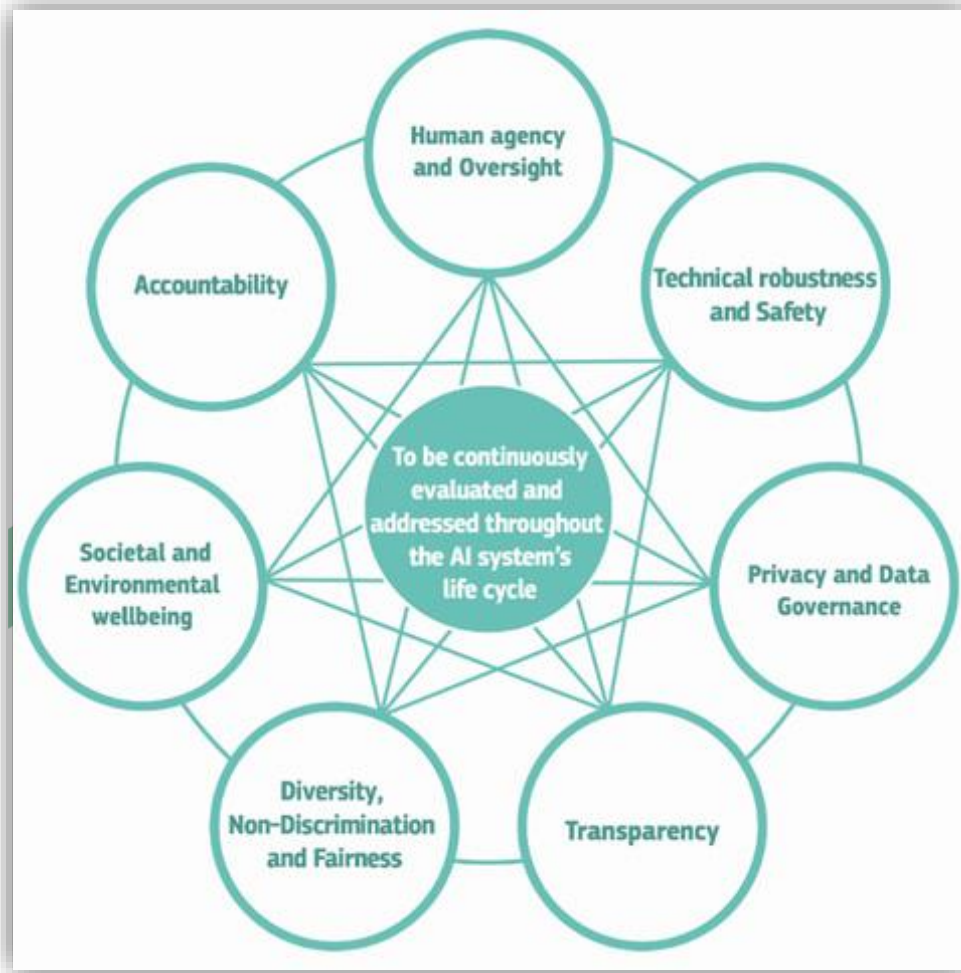 Human agency
and Oversight
Technical robustness
and Safety
Privacy and Data
Governance
Transparency
Diversity,
Non-Discrimination
and Fairness
Societal and
Environmental
wellbeing
Accountability
To be continuously
evaluated and
addressed throughout
the AI system's
life cycle